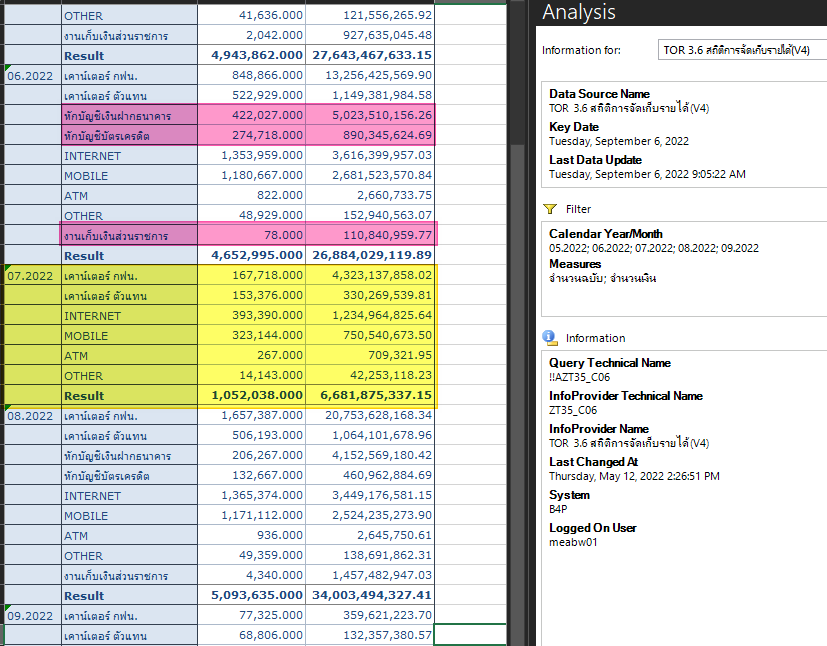 OTHER 41,636.000 121,556,265.92
งานเก็บเงินส่วนราชการ 2,042.000 927,635,045.48
Result 4,943,862.000 27,643,467,633.15
06.2022 เคาน์เตอร์ กฟน. 848,866.000 13,256,425,569.90
เคาน์เตอร์ ตัวแทน 522,929.000 1,149,381,984.58
หักบัญชีเงินฝากธนาคาร 422,027.000 5,023,510,156.26
หักบัญชีบัตรเครดิต 274,718.000 890,345,624.69
INTERNET 1,353,959.000 3,616,399,957.03
MOBILE 1,180,667.000 2,681,523,570.84
ATM 822.000 2,660,733.75
OTHER 48,929.000 152,940,563.07
งานเก็บเงินส่วนราชการ 78.000 110,840,959.77
Result 4,652,995.000 26,884,029,119.89
07.2022 เคาน์เตอร์ กฟน. 167,718.000 4,323,137,858.02
เคาน์เตอร์ ตัวแทน 153,376.000 330,269,539.81
INTERNET 393,390.000 1,234,964,825.64
MOBILE 323,144.000 750,540,673.50
ATM 267.000 709,321.95
OTHER 14,143.000 42,253,118.23
Result 1,052,038.000 6,681,875,337.15
08.2022 เคาน์เตอร์ กฟน. 1,657,387.000 20,753,628,168.34
เคาน์เตอร์ ตัวแทน 506,193.000 1,064,101,678.96
หักบัญชีเงินฝากธนาคาร 206,267.000 4,152,569,180.42
หักบัญชีบัตรเครดิต 132,667.000 460,962,884.69
INTERNET 1,365,374.000 3,449,176,581.15
MOBILE 1,171,112.000 2,524,235,273.90
ATM 936.000 2,645,750.61
OTHER 49,359.000 138,691,862.31
งานเก็บเงินส่วนราชการ 4,340.000 1,457,482,947.03
Result 5,093,635.000 34,003,494,327.41
09.2022 เคาน์เตอร์ กฟน. 77,325.000 359,621,223.70
เคาน์เตอร์ ตัวแทน 68,806.000 132,357,380.57
Analysis
Information for: TOR 3.6 สถิติการจัดเก็บรายได้(V4)
Data Source Name
TOR 3.6 สถิติการจัดเก็บรายได้(V4)
Key Date
Tuesday, September 6, 2022
Last Data Update
Tuesday, September 6, 2022 9:05:22 AM
Filter
Calendar Year/Month
05.2022; 06.2022; 07.2022; 08.2022; 09.2022
Measures
จำนวนฉบับ; จำนวนเงิน
Information
Query Technical Name
!!AZT35_C06
InfoProvider Technical Name
ZT35_C06
InfoProvider Name
TOR 3.6 สถิติการจัดเก็บรายได้(V4)
Last Changed At
Thursday, May 12, 2022 2:26:51 PM
System
B4P
Logged On User
meabw01